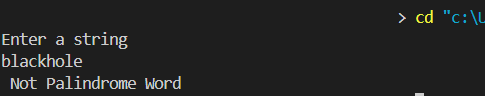 > cd "c:\U
Enter a string
blackhole
Not Palindrome Word